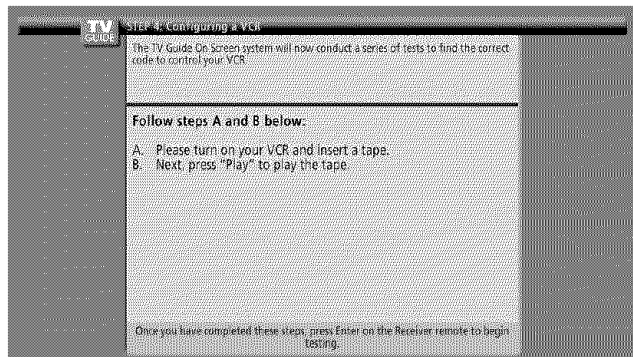 TV
GUIDE
STEP 4: Configuring a VCR
The TV Guide On Screen system will now conduct a series of tests to find the correct
code to control your VCR
Follow steps A and B below:
A. Please turn on your VCR and insert a tape.
B. Next, press "Play" to play the tape.
Once you have completed these steps, press Enter on the Receiver remote to begin
testing.